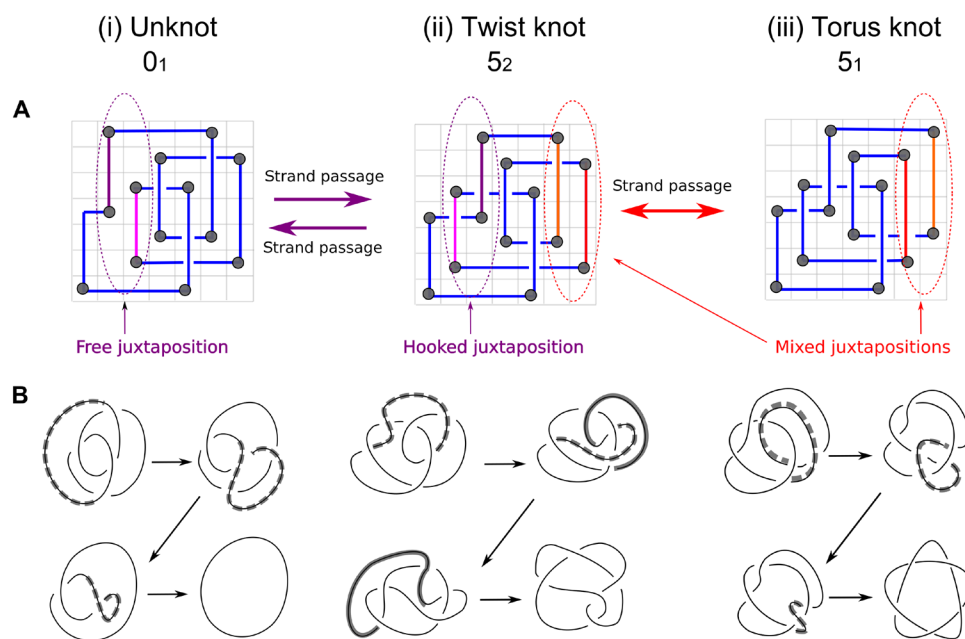 (i) Unknot
0₁
(ii) Twist knot
5₂
(iii) Torus knot
5₁
A
Strand passage
Strand passage
Strand passage
Free juxtaposition
Hooked juxtaposition
Mixed juxtapositions
B